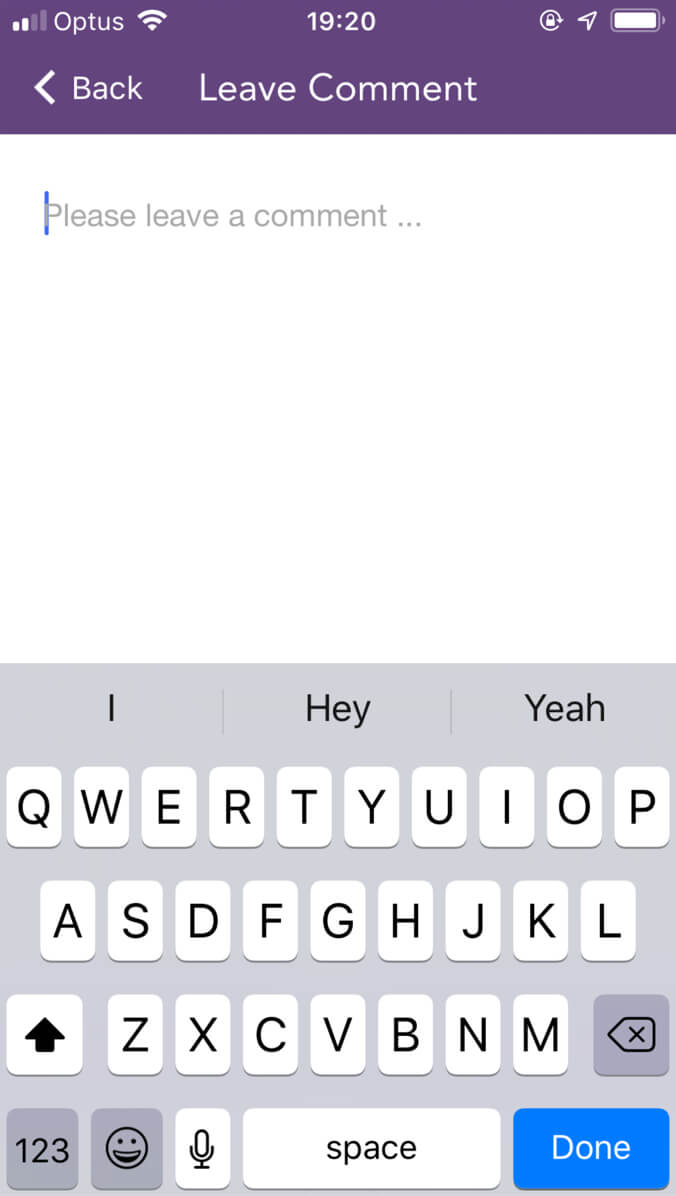 Optus 19:20
Back Leave Comment
Please leave a comment ...
I Hey Yeah
Q W E R T Y U I O P
A S D F G H J K L
Z X C V B N M
123 space Done